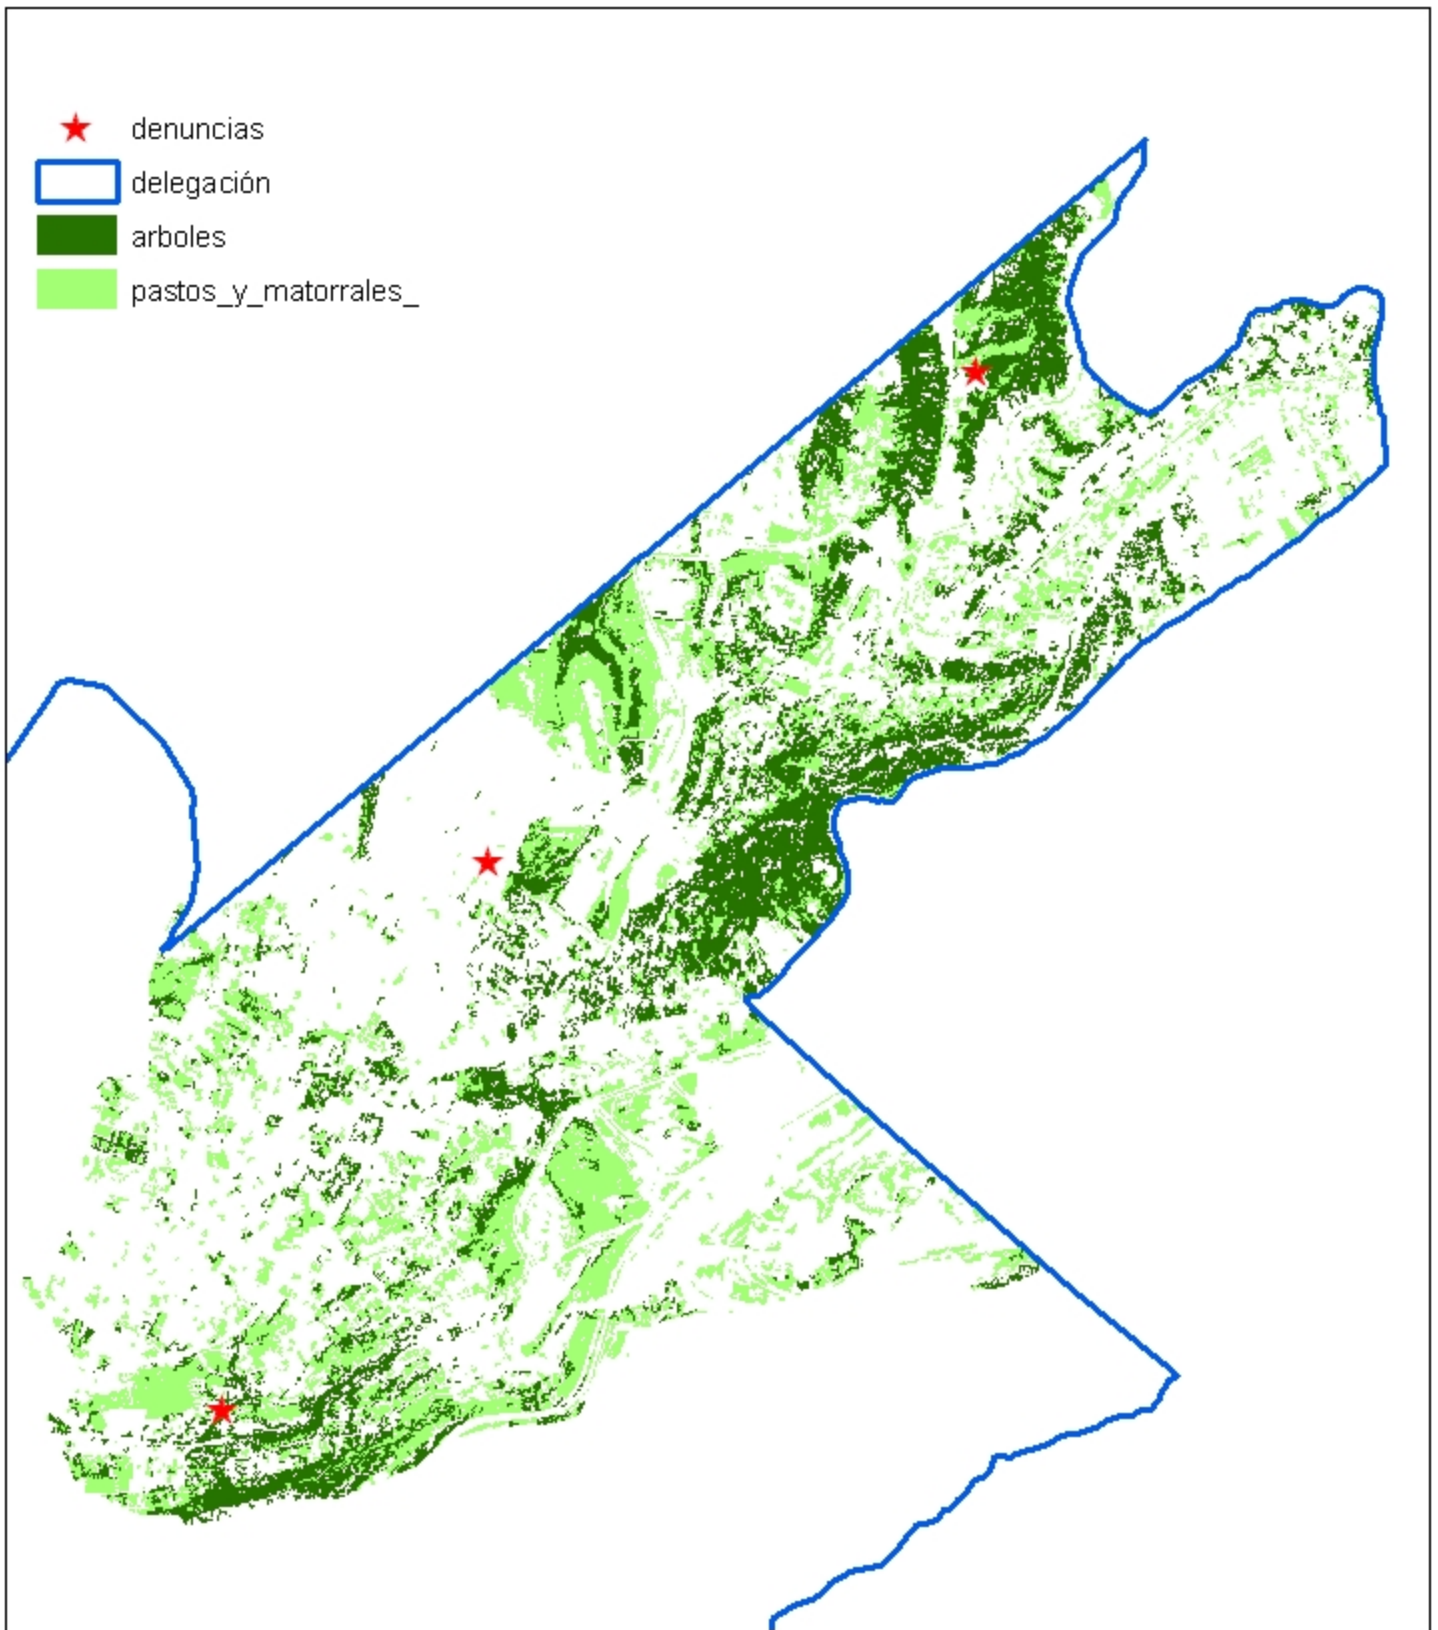 denuncias
delegación
arboles
pastos_y_matorrales_